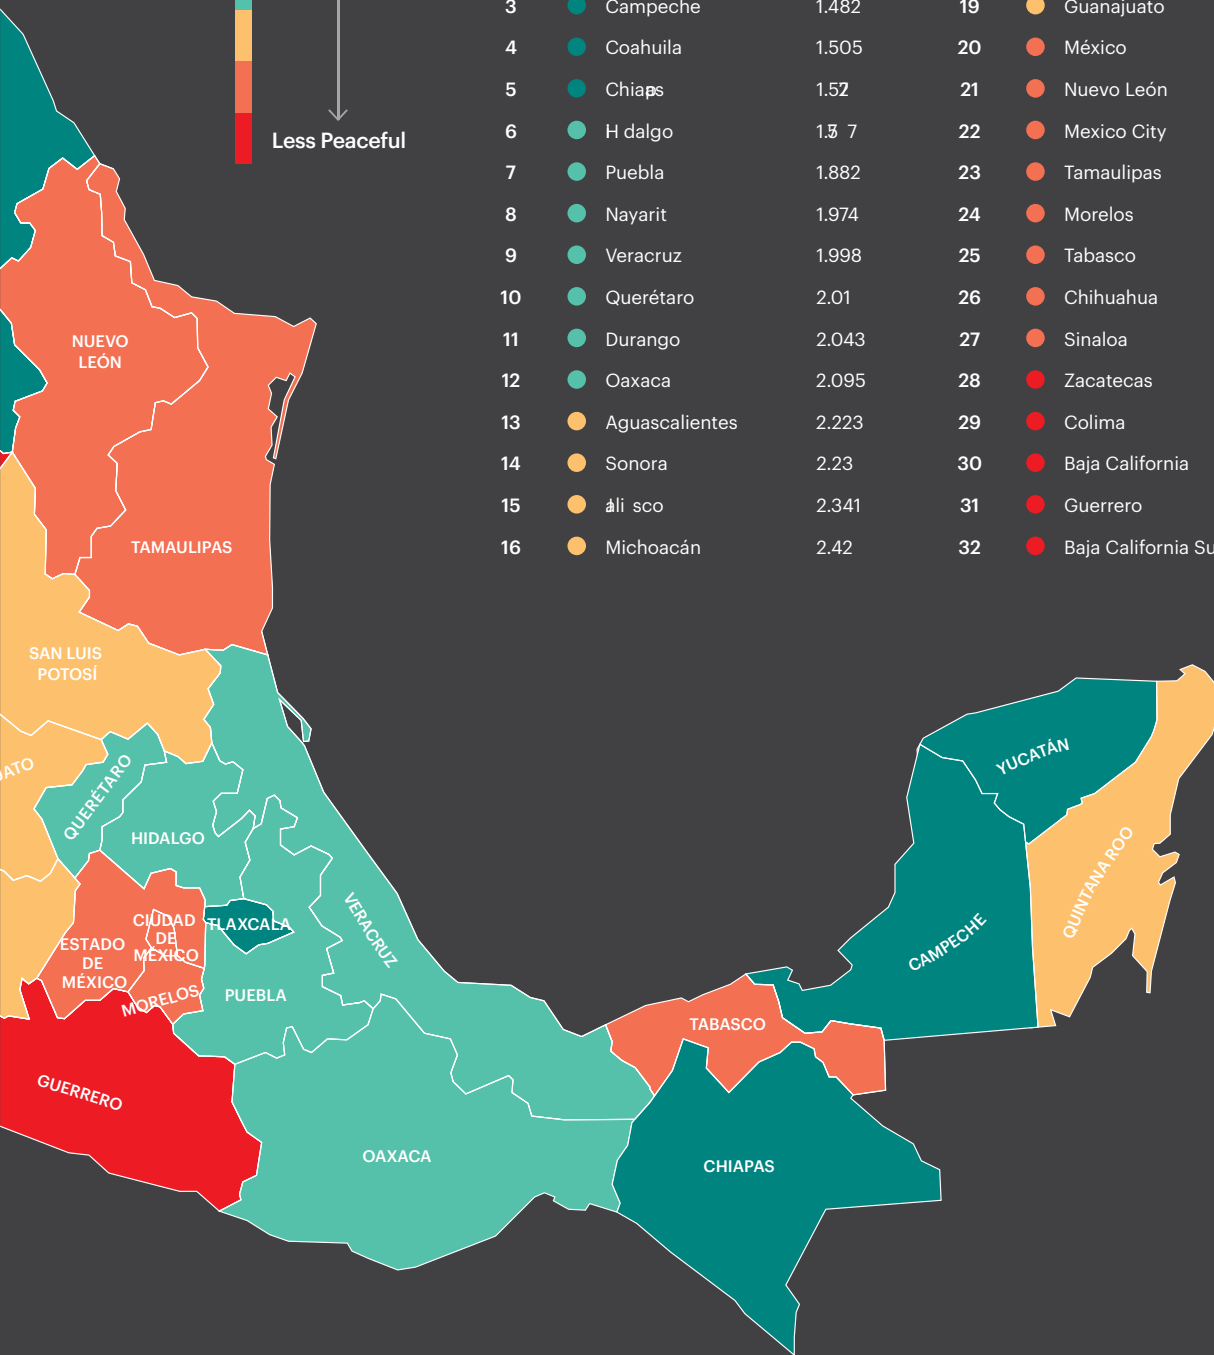 3 Campeche 1.482 19 Guanajuato
4 Coahuila 1.505 20 México
5 Chiapas 21 Nuevo León
6 H dalgo 22 Mexico City
Less Peaceful
7 Puebla 1.882 23 Tamaulipas
8 Nayarit 1.974 24 Morelos
9 Veracruz 1.998 25 Tabasco
10 Querétaro 2.01 26 Chihuahua
11 Durango 2.043 27 Sinaloa
12 Oaxaca 2.095 28 Zacatecas
13 Aguascalientes 2.223 29 Colima
14 Sonora 2.23 30 Baja California
15 2.341 31 Guerrero
16 Michoacán 2.42 32 Baja California Su
NUEVO
LEÓN
TAMAULIPAS
SAN LUIS
POTOSÍ
JATO
QUERÉTARO
HIDALGO
YUCATÁN
QUINTANA ROO
CAMPECHE
VERACRUZ
TLAXCALA
CIUDAD
DE
MÉXICO
ESTADO
DE
MÉXICO
MORELOS
PUEBLA
TABASCO
GUERRERO
OAXACA
CHIAPAS